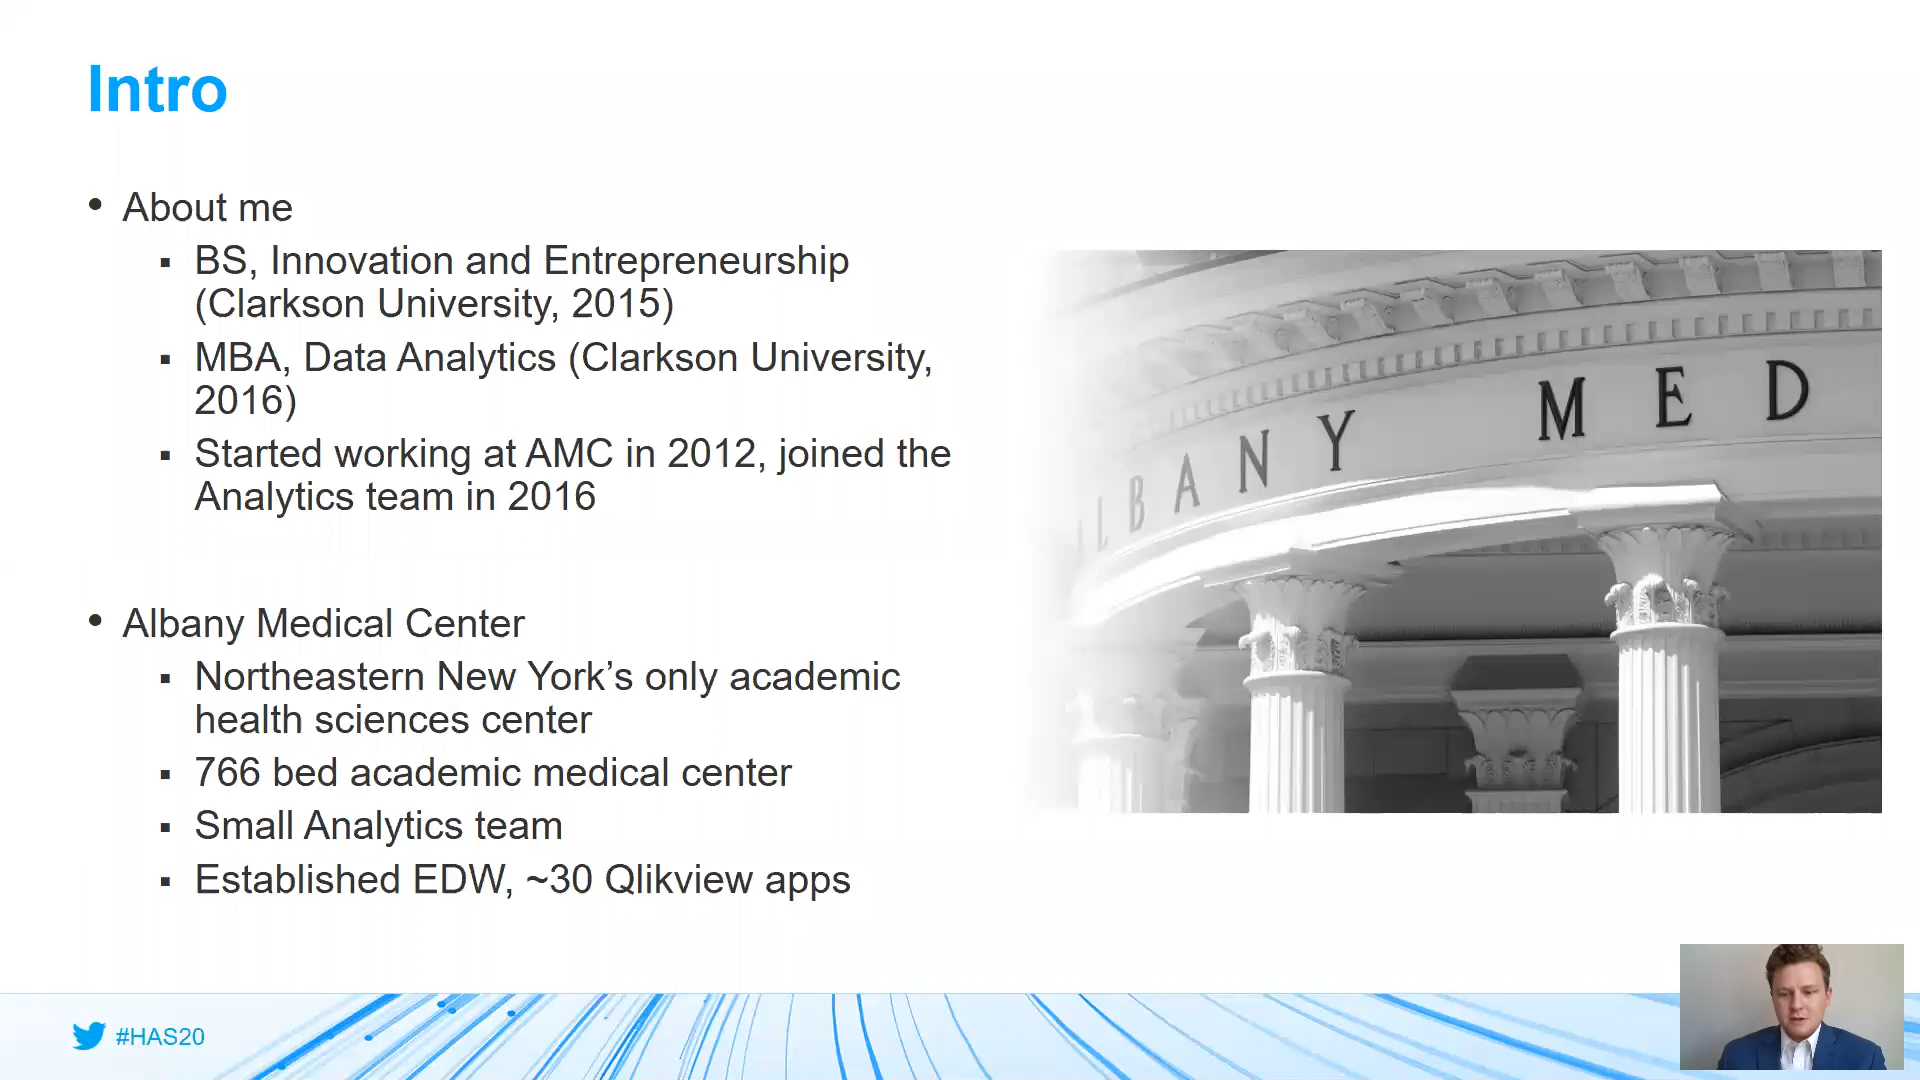 Intro
• About me
▪ BS, Innovation and Entrepreneurship
(Clarkson University, 2015)
▪ MBA, Data Analytics (Clarkson University,
2016)
▪ Started working at AMC in 2012, joined the
Analytics team in 2016
• Albany Medical Center
▪ Northeastern New York’s only academic
health sciences center
▪ 766 bed academic medical center
▪ Small Analytics team
▪ Established EDW, ~30 Qlikview apps
ALBANY MED
#HAS20